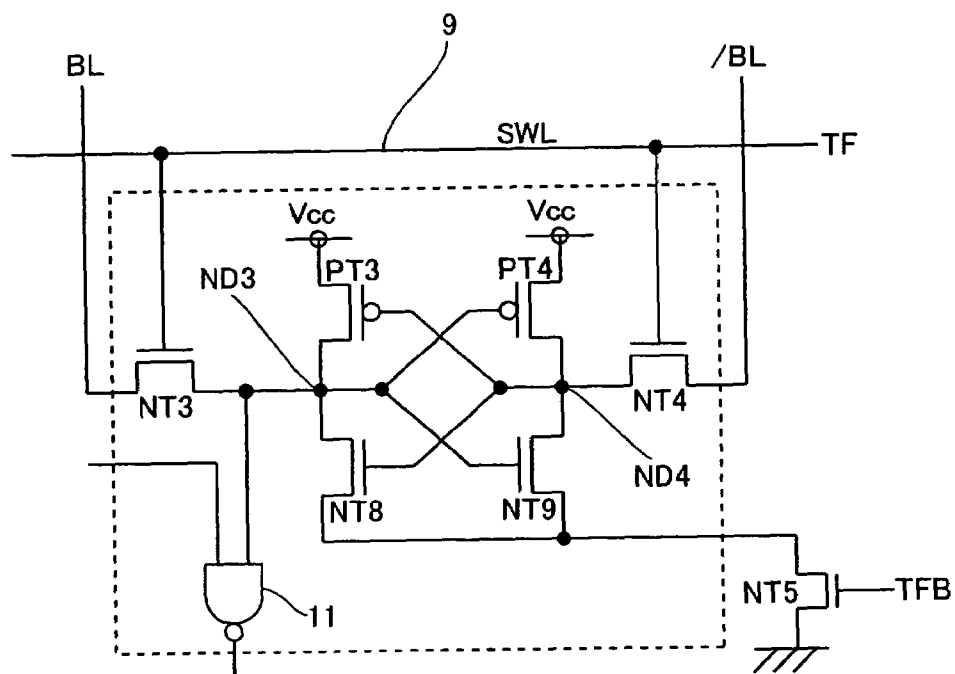 9
BL
/BL
SWL
TF
Vcc
Vcc
PT3
PT4
ND3
NT3
NT4
ND4
NT8
NT9
NT5
TFB
11